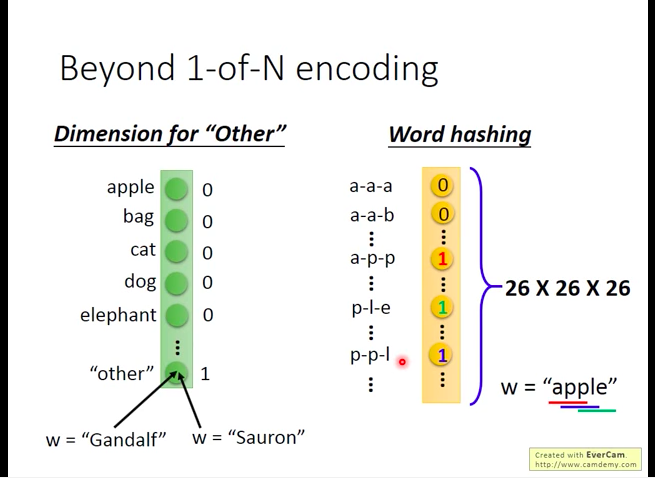 Beyond 1-of-N encoding
Dimension for “Other”
apple 0
bag 0
cat 0
dog 0
elephant 0
“other” 1
w = “Gandalf” w = “Sauron”
Word hashing
a-a-a 0
a-a-b 0
a-p-p 1
p-l-e 1
p-p-l 1
26 X 26 X 26
w = “apple”
Created with EverCam.
http://www.camdemy.com